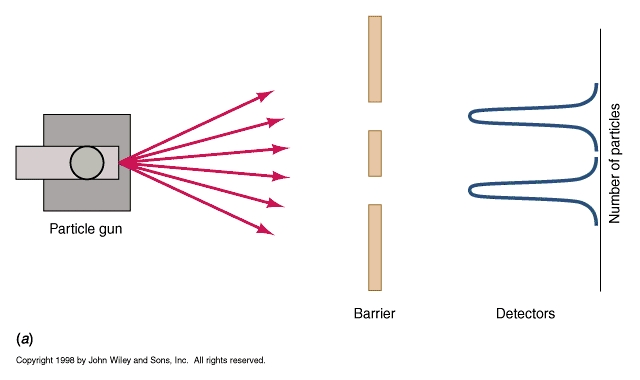 Particle gun
Barrier
Detectors
Number of particles
(a)
Copyright 1998 by John Wiley and Sons, Inc. All rights reserved.